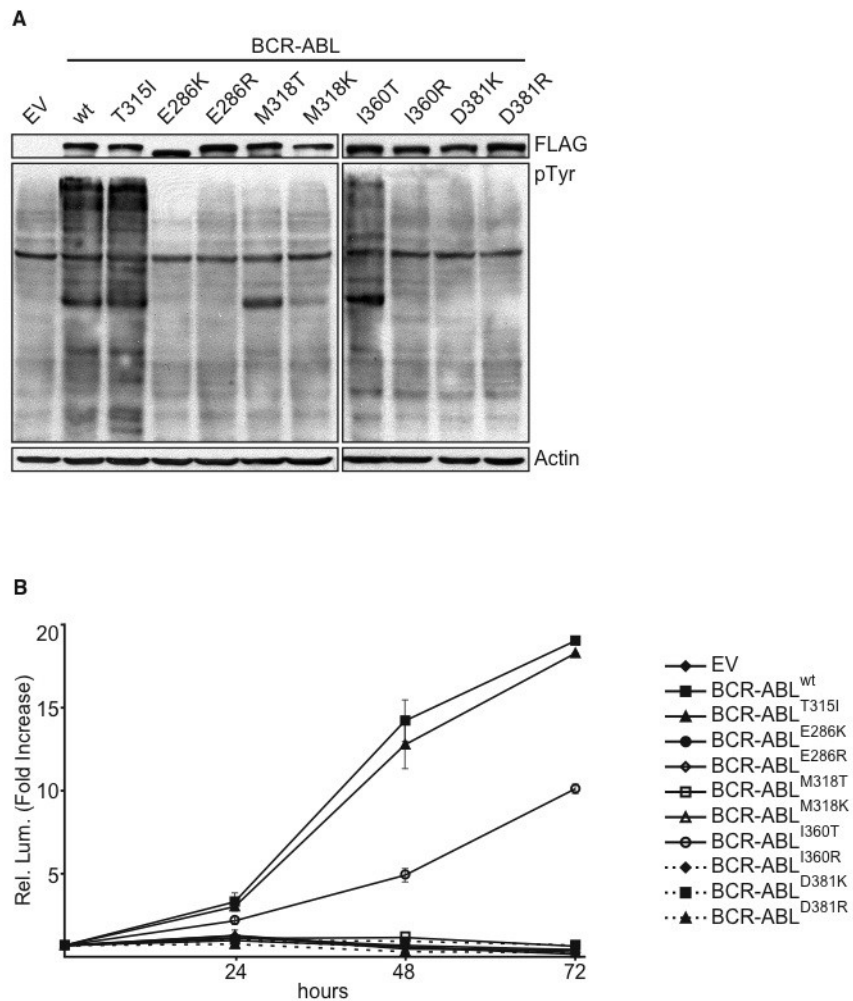 A
BCR-ABL
EV wt T315I E286K E286R M318T M318K I360T I360R D381K D381R
FLAG
pTyr
Actin
B
20
15
10
5
Rel. Lum. (Fold Increase)
24 48 72
hours
EV
BCR-ABL wt
BCR-ABL T315I
BCR-ABL E286K
BCR-ABL E286R
BCR-ABL M318T
BCR-ABL M318K
BCR-ABL I360T
BCR-ABL I360R
BCR-ABL D381K
BCR-ABL D381R